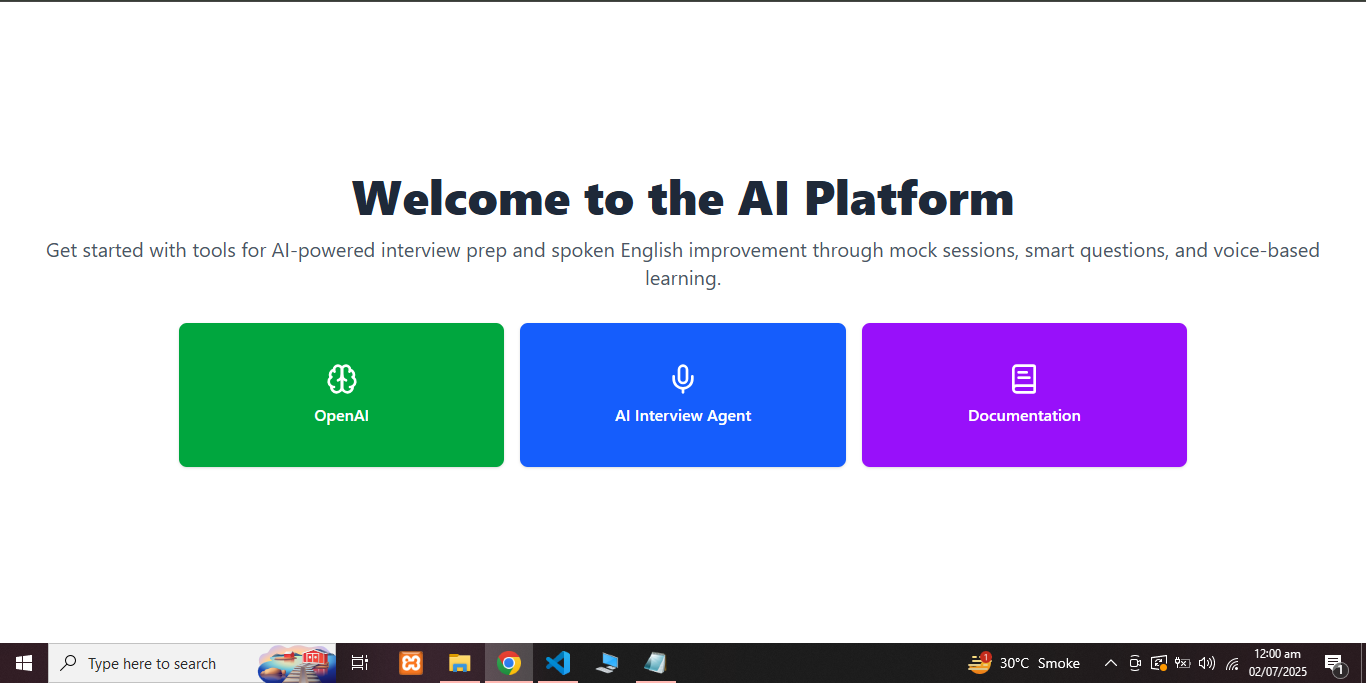 Welcome to the AI Platform
Get started with tools for AI-powered interview prep and spoken English improvement through mock sessions, smart questions, and voice-based
learning.
OpenAI
AI Interview Agent
Documentation
Type here to search
1
30°C Smoke
12:00 am
02/07/2025
1